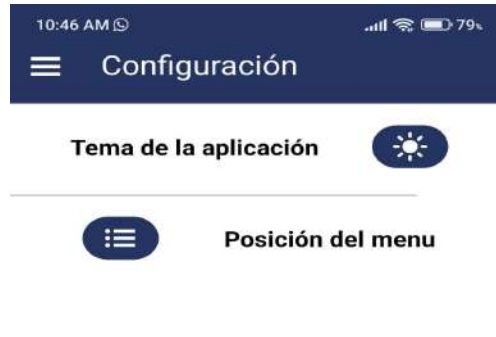 10:46 AM 79%
Configuración
Tema de la aplicación
Posición del menu